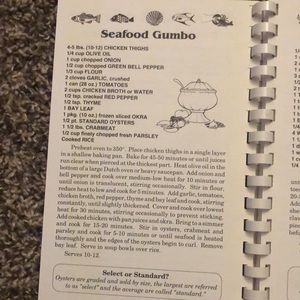 Seafood Gumbo
4-5 lbs. (10-12) CHICKEN THIGHS
1/4 cup OLIVE OIL
1 cup chopped ONION
1/2 cup chopped GREEN BELL PEPPER
1/3 cup FLOUR
2 cloves GARLIC, crushed
1 can (28 oz.) TOMATOES
2 cups CHICKEN BROTH or WATER
1/2 tsp. cracked RED PEPPER
1/2 tsp. THYME
1 BAY LEAF
1 pkg. (10 oz.) frozen sliced OKRA
1/2 pt. STANDARD OYSTERS
1 1/2 lbs. CRABMEAT
1/2 cup finely chopped fresh PARSLEY
Cooked RICE
Preheat oven to 350°. Place chicken thighs in a single layer
in a shallow baking pan. Bake for 45-50 minutes or until juices
run clear when pierced at the thickest part. Heat olive oil in the
bottom of a large Dutch oven or heavy saucepan. Add onion and
bell pepper and cook over medium-low heat for 10 minutes or
until onion is translucent, stirring occasionally. Stir in flour,
reduce heat to low and cook for 5 minutes. Add garlic, tomatoes,
chicken broth, red pepper, thyme, bay leaf and cook, stirring
constantly, until slightly thickened. Cover and cook over lowest
heat for 30 minutes, stirring occasionally to prevent sticking.
Add cooked chicken with pan juices and okra. Bring to a simmer
and cook for 15-20 minutes. Stir in oysters, crabmeat and
parsley and cook for 5-10 minutes or until seafood is heated
thoroughly and the edges of the oysters begin to curl. Remove
bay leaf. Serve in soup bowls over rice.
Serves 10-12.
Select or Standard?
Oysters are graded and sold by size, the largest are referred
to as "select" and the average are called "standard."